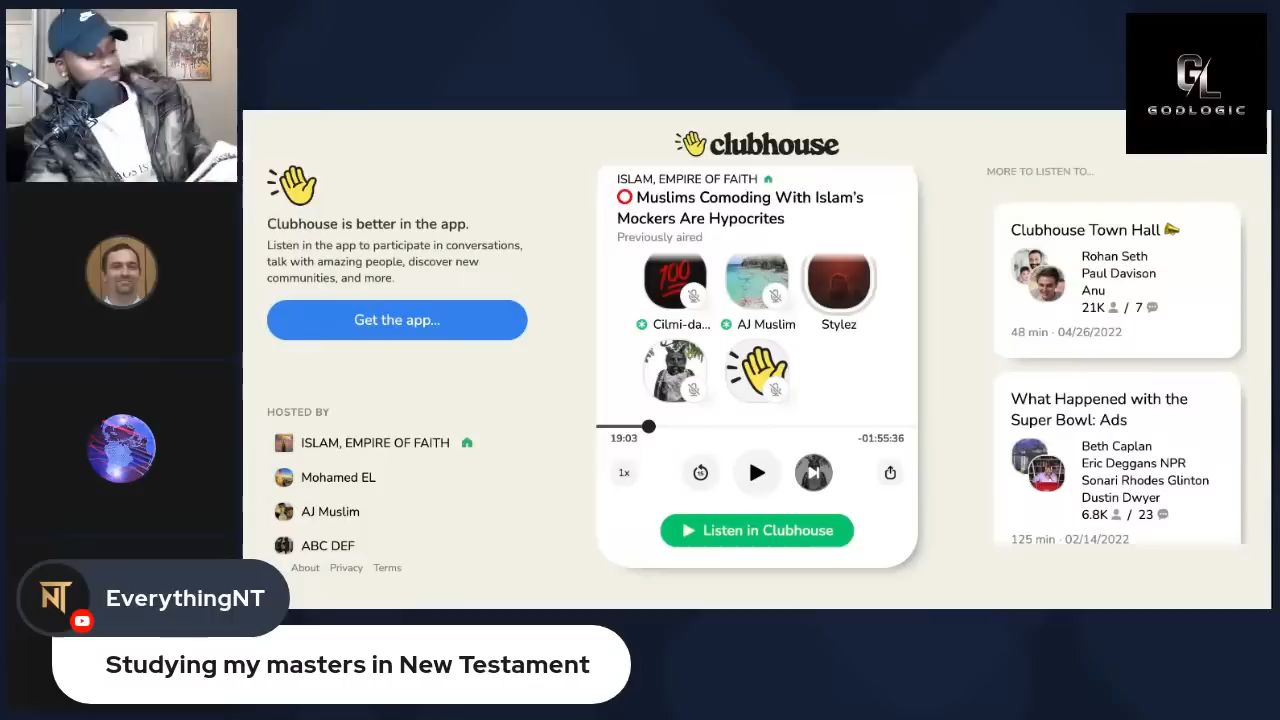 GL
GODLOGIC
clubhouse
Clubhouse is better in the app.
Listen in the app to participate in conversations,
talk with amazing people, discover new
communities, and more.
Get the app...
HOSTED BY
ISLAM, EMPIRE OF FAITH
Mohamed EL
AJ Muslim
ABC DEF
About Privacy Terms
ISLAM, EMPIRE OF FAITH
⭕ Muslims Comoding With Islam's
Mockers Are Hypocrites
Previously aired
100
Cilmi-da... AJ Muslim Stylez
19:03 -01:55:36
1x
15
Listen in Clubhouse
MORE TO LISTEN TO...
Clubhouse Town Hall 📣
Rohan Seth
Paul Davison
Anu
21K / 7
48 min · 04/26/2022
What Happened with the
Super Bowl: Ads
Beth Caplan
Eric Deggans NPR
Sonari Rhodes Glinton
Dustin Dwyer
6.8K / 23
125 min · 02/14/2022
NT
EverythingNT
Studying my masters in New Testament